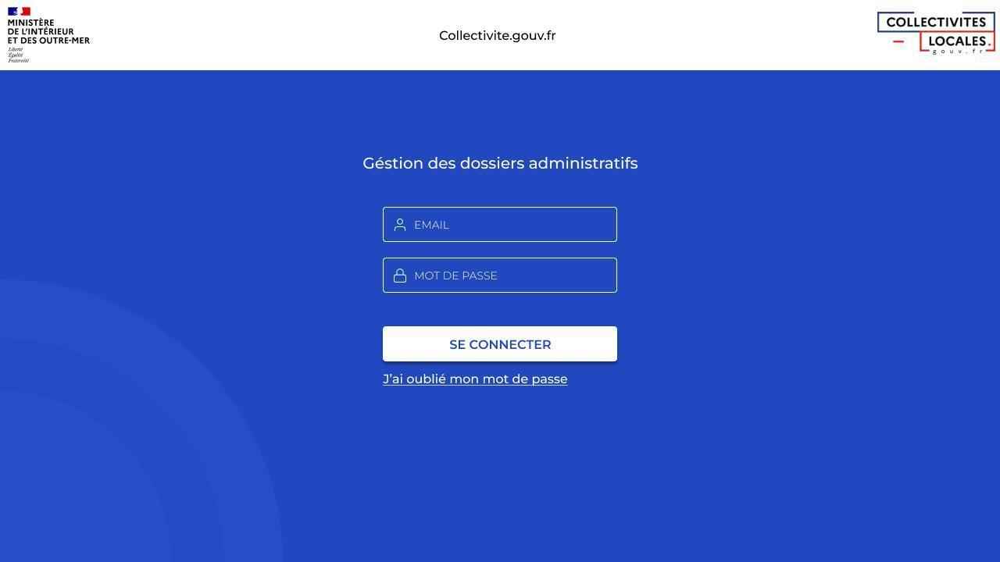 MINISTÈRE
DE L'INTÉRIEUR
ET DES OUTRE-MER
Liberté
Égalité
Fraternité
Collectivite.gouv.fr
COLLECTIVITES
LOCALES.
gouv.fr
Géstion des dossiers administratifs
EMAIL
MOT DE PASSE
SE CONNECTER
J'ai oublié mon mot de passe